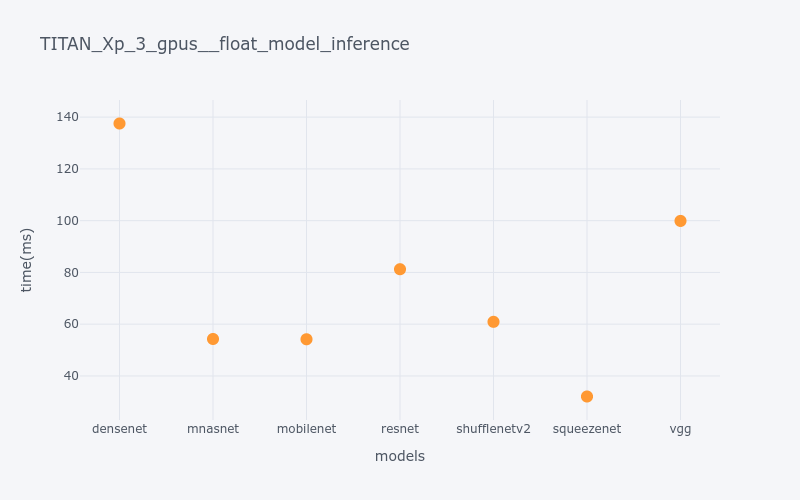 TITAN_Xp_3_gpus__float_model_inference
140
120
100
80
60
40
time(ms)
densenet mnasnet mobilenet resnet shufflenetv2 squeezenet vgg
models